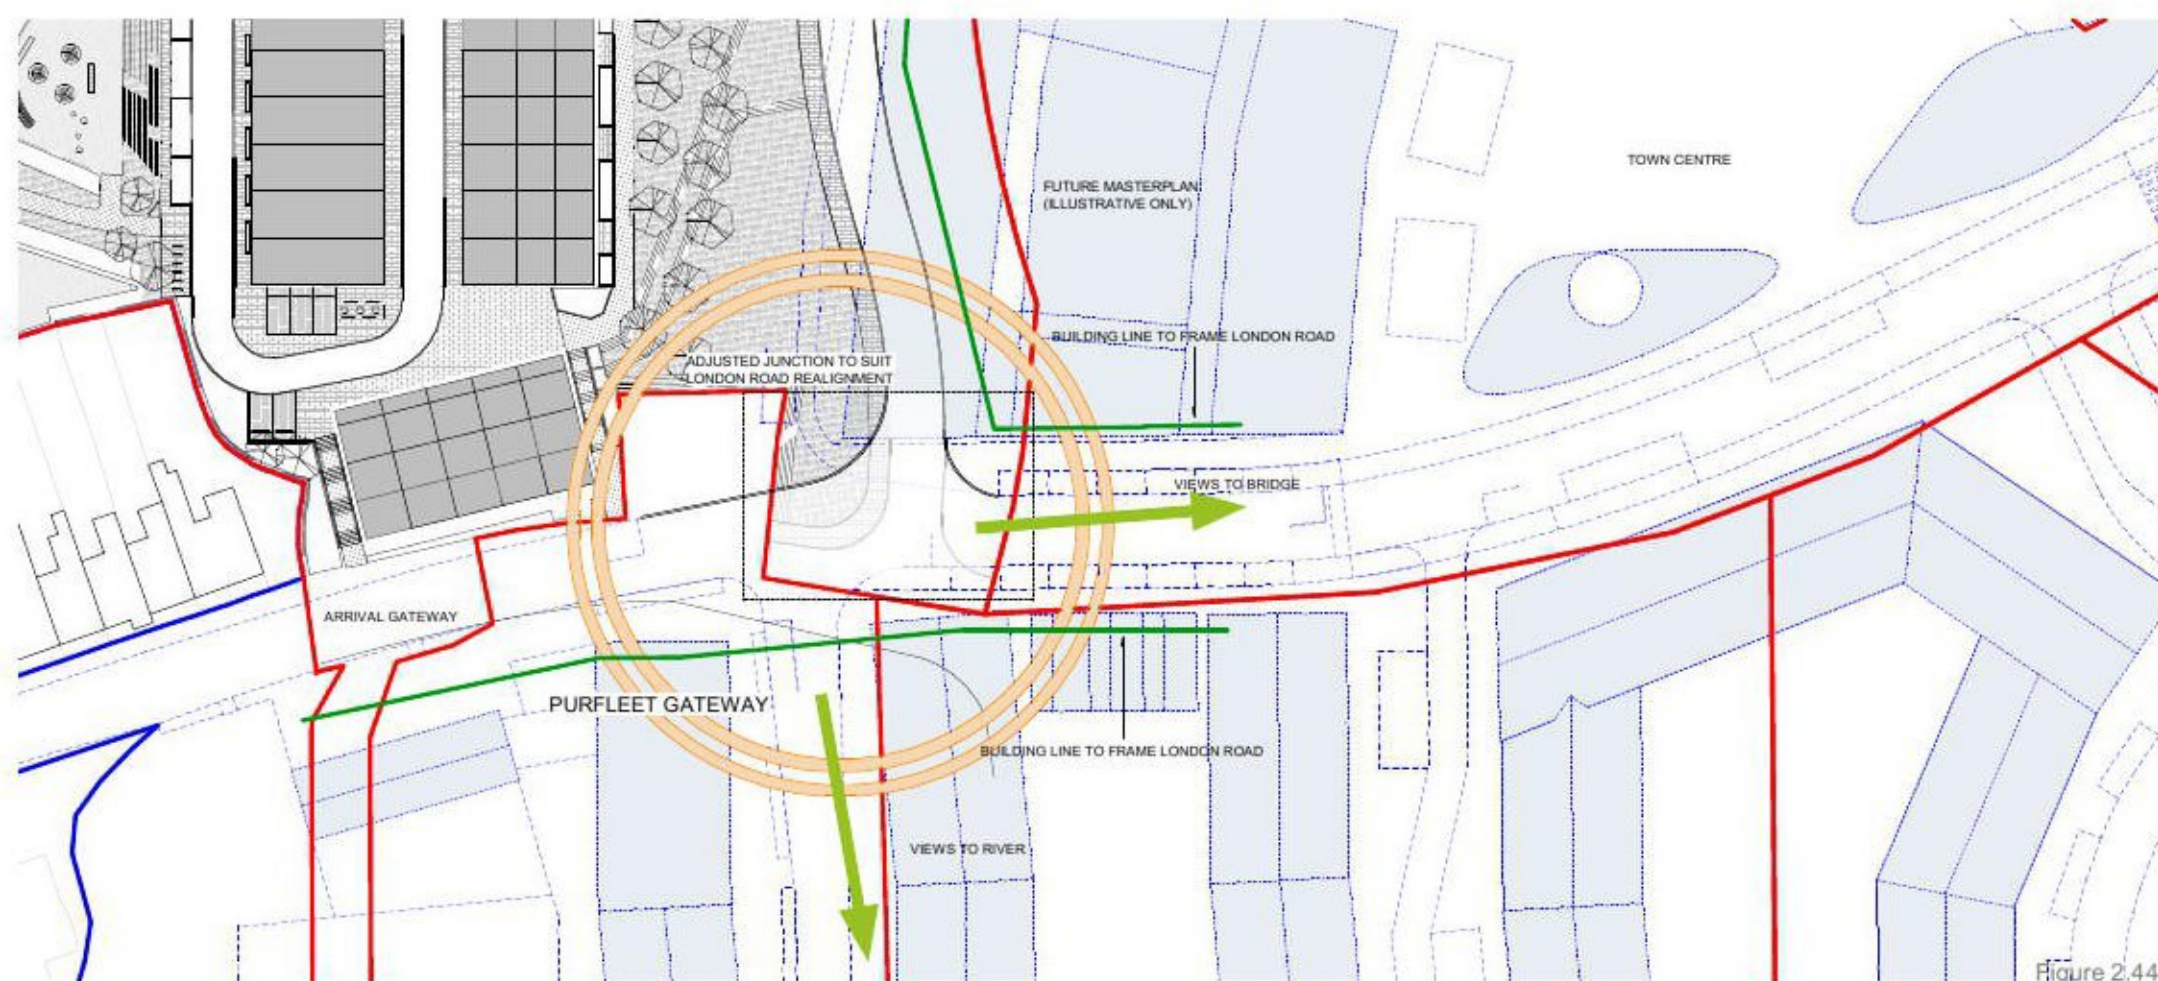 TOWN CENTRE
FUTURE MASTERPLAN
(ILLUSTRATIVE ONLY)
BUILDING LINE TO FRAME LONDON ROAD
ADJUSTED JUNCTION TO SUIT
LONDON ROAD REALIGNMENT
VIEWS TO BRIDGE
ARRIVAL GATEWAY
PURFLEET GATEWAY
BUILDING LINE TO FRAME LONDON ROAD
VIEWS TO RIVER
Figure 2.44